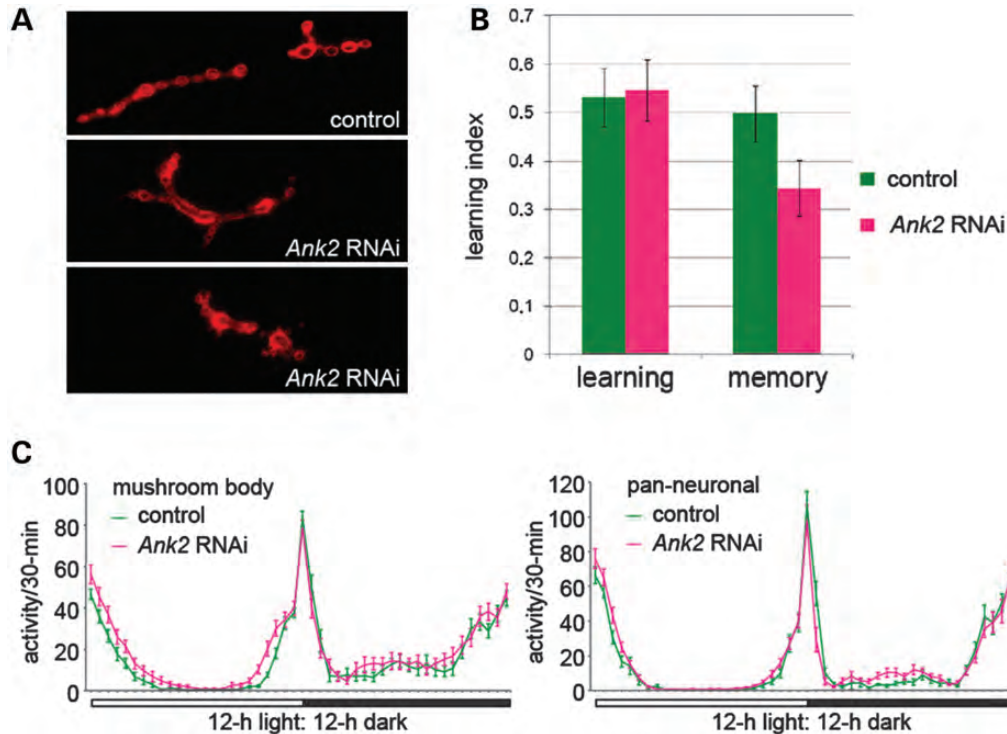 A
control
Ank2 RNAi
Ank2 RNAi
B
learning index
0.7
0.6
0.5
0.4
0.3
0.2
0.1
0
learning memory
control
Ank2 RNAi
C
activity/30-min
100
80
60
40
20
0
mushroom body
control
Ank2 RNAi
12-h light: 12-h dark
activity/30-min
120
100
80
60
40
20
0
pan-neuronal
control
Ank2 RNAi
12-h light: 12-h dark